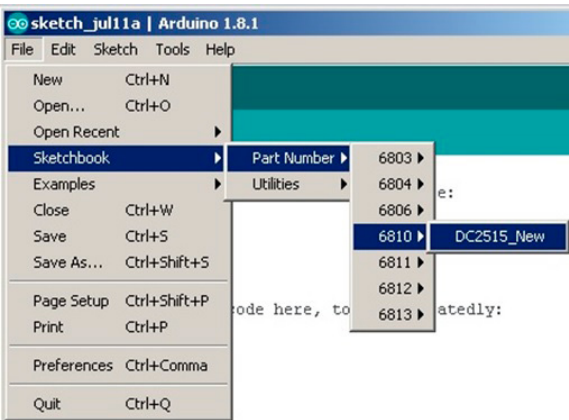 sketch_jul11a | Arduino 1.8.1
File Edit Sketch Tools Help
New Ctrl+N
Open... Ctrl+O
Open Recent
Sketchbook Part Number 6803
Examples Utilities 6804 e:
Close Ctrl+W 6806
Save Ctrl+S 6810 DC2515_New
Save As... Ctrl+Shift+S 6811
6812
Page Setup Ctrl+Shift+P ode here, to 6813 atedly:
Print Ctrl+P
Preferences Ctrl+Comma
Quit Ctrl+Q